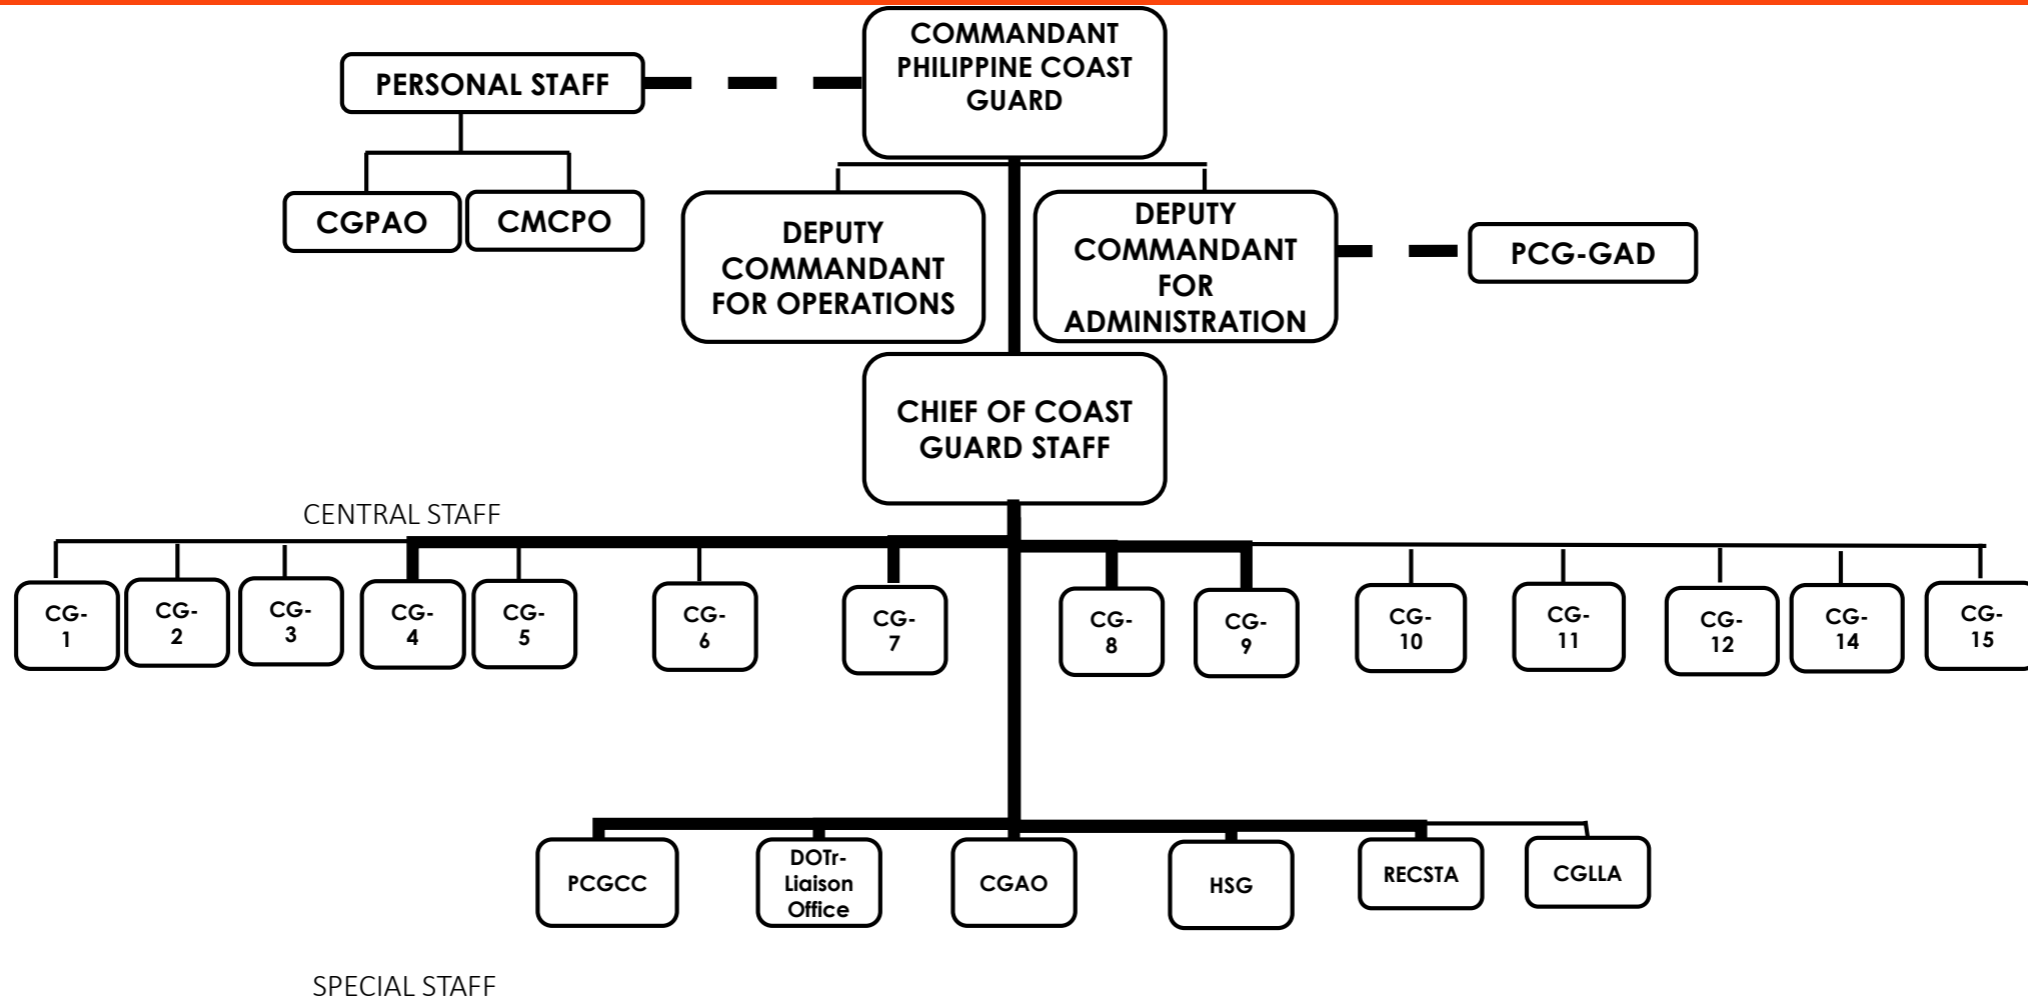 COMMANDANT
PHILIPPINE COAST
GUARD
PERSONAL STAFF
CGPAO
CMCPO
DEPUTY
COMMANDANT
FOR OPERATIONS
DEPUTY
COMMANDANT
FOR
ADMINISTRATION
PCG-GAD
CHIEF OF COAST
GUARD STAFF
CENTRAL STAFF
CG-
1
CG-
2
CG-
3
CG-
4
CG-
5
CG-
6
CG-
7
CG-
8
CG-
9
CG-
10
CG-
11
CG-
12
CG-
14
CG-
15
PCGCC
DOTr-
Liaison
Office
CGAO
HSG
RECSTA
CGLLA
SPECIAL STAFF